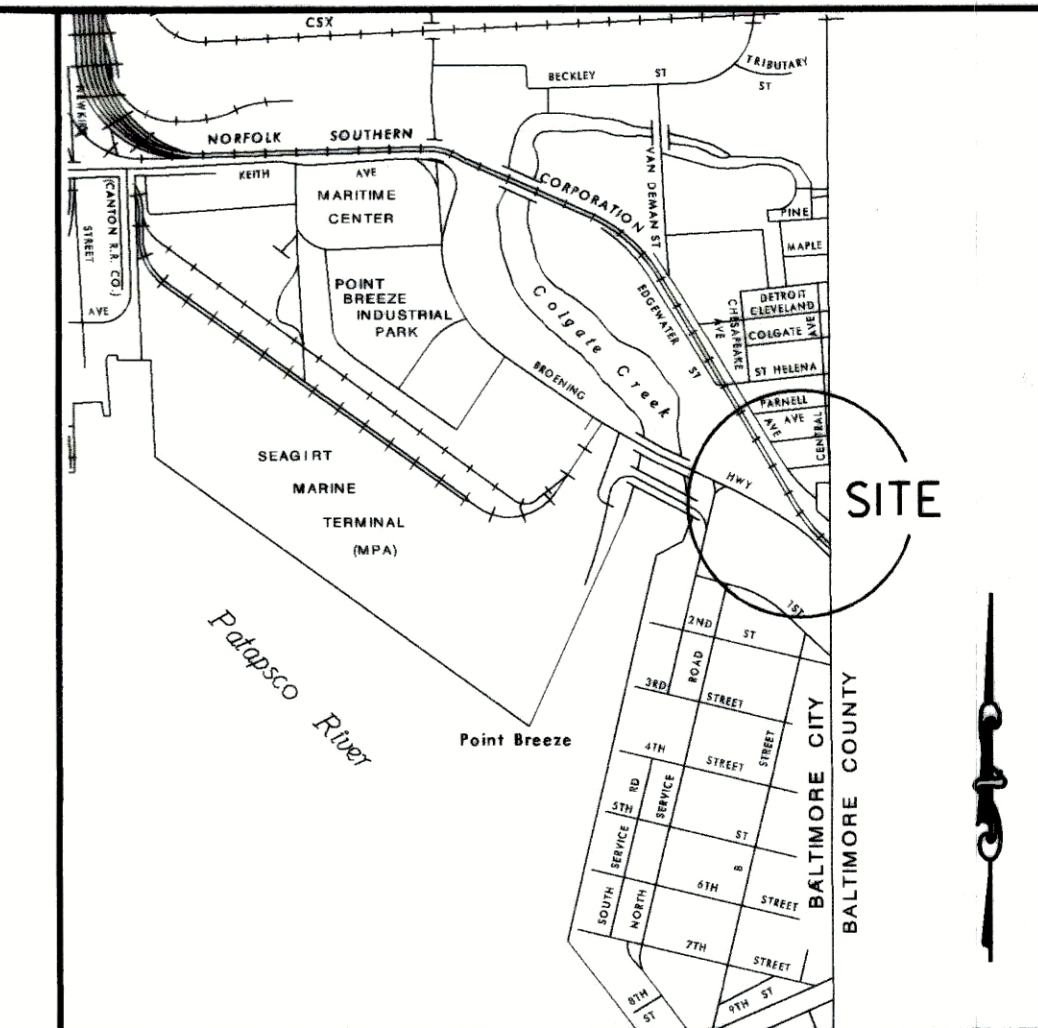 CSX
TRIBUTARY
ST
BECKLEY ST
NEWKIRK
NORFOLK SOUTHERN
CORPORATION
KEITH AVE
VAN DEMAN ST
MARITIME
CENTER
(CANTON R.R. CO.)
STREET
AVE
PINE
MAPLE
POINT
BREEZE
INDUSTRIAL
PARK
Colgate Creek
EDGEWATER ST
DETROIT
CLEVELAND
CHESAPEAKE
AVE
COLGATE
AVE
ST HELENA
BROENING
HWY
PARNELL
AVE
AVE
CENTRAL
SITE
SEAGIRT
MARINE
TERMINAL
(MPA)
1ST
2ND ST
Patapsco River
ROAD
3RD STREET
Point Breeze
4TH STREET
STREET
RD
5TH ST
SERVICE
SERVICE
B
6TH STREET
SOUTH
NORTH
7TH STREET
8TH
ST
9TH ST
BALTIMORE CITY
BALTIMORE COUNTY